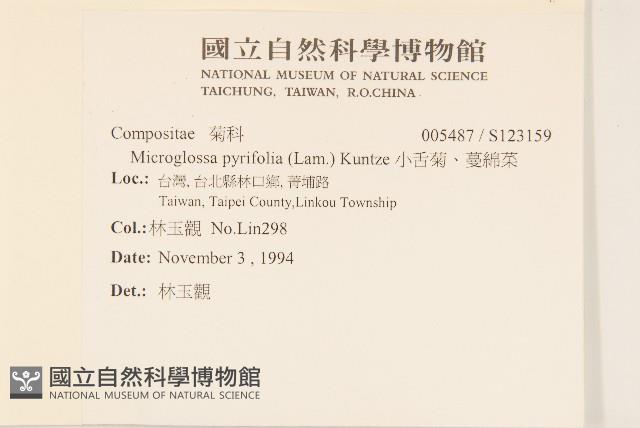 國立自然科學博物館
NATIONAL MUSEUM OF NATURAL SCIENCE
TAICHUNG, TAIWAN, R.O.CHINA.
Compositae 菊科 005487 / S123159
Microglossa pyrifolia (Lam.) Kuntze 小舌菊、蔓綿菜
Loc.: 台灣, 台北縣林口鄉, 菁埔路
Taiwan, Taipei County,Linkou Township
Col.: 林玉觀 No.Lin298
Date: November 3 , 1994
Det.: 林玉觀
國立自然科學博物館
NATIONAL MUSEUM OF NATURAL SCIENCE